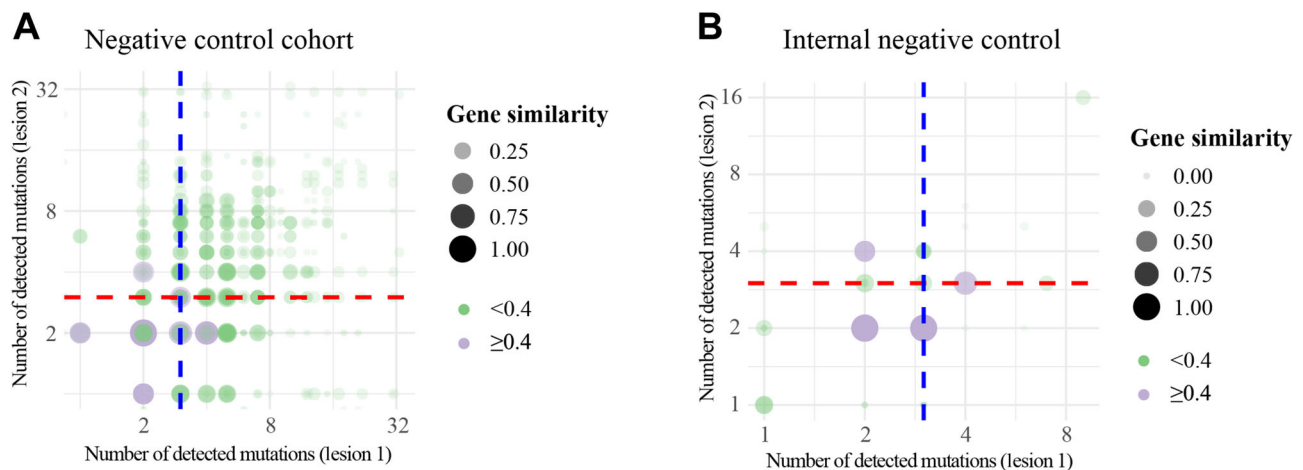 A
Negative control cohort
Number of detected mutations (lesion 2)
32
8
2
2
8
32
Number of detected mutations (lesion 1)
Gene similarity
0.25
0.50
0.75
1.00
<0.4
≥0.4
B
Internal negative control
Number of detected mutations (lesion 2)
16
8
4
2
1
1
2
4
8
Number of detected mutations (lesion 1)
Gene similarity
0.00
0.25
0.50
0.75
1.00
<0.4
≥0.4